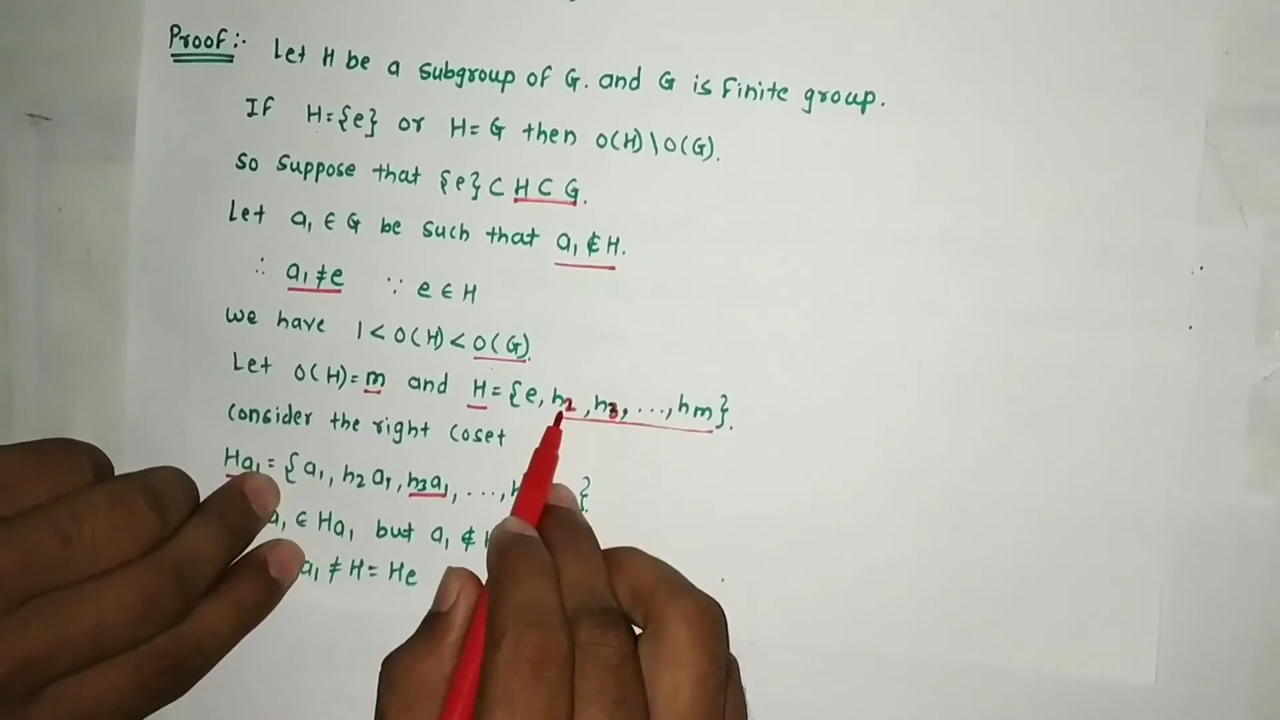 Proof:- Let H be a subgroup of G. and G is finite group.
If H={e} or H=G then O(H)\O(G).
So suppose that {e}⊂H⊂G.
Let a₁∈G be such that a₁∉H.
∴ a₁≠e ∵ e∈H
we have 1<O(H)<O(G).
Let O(H)=m and H={e,h₂,h₃,...,hm}.
Consider the right coset
Ha₁={a₁,h₂a₁,h₃a₁,..., }.
a₁∈Ha₁ but a₁∉
a₁≠H=He